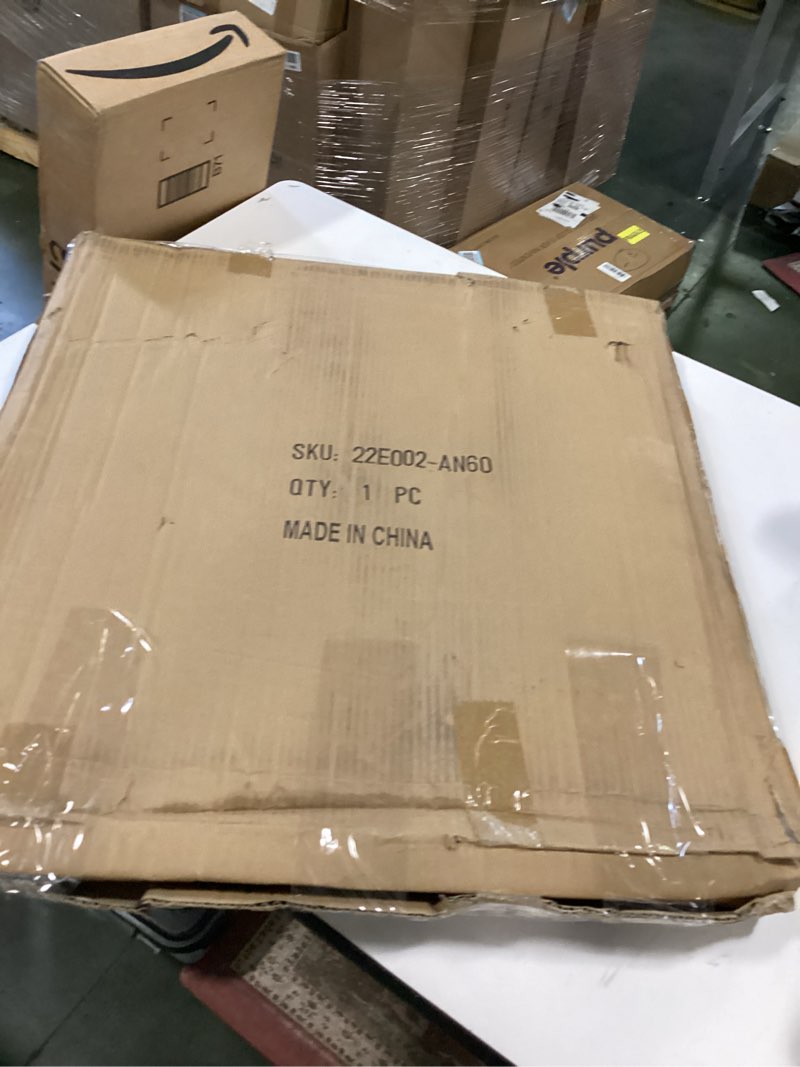 purple
SKU: 22E002-AN60
QTY: 1 PC
MADE IN CHINA